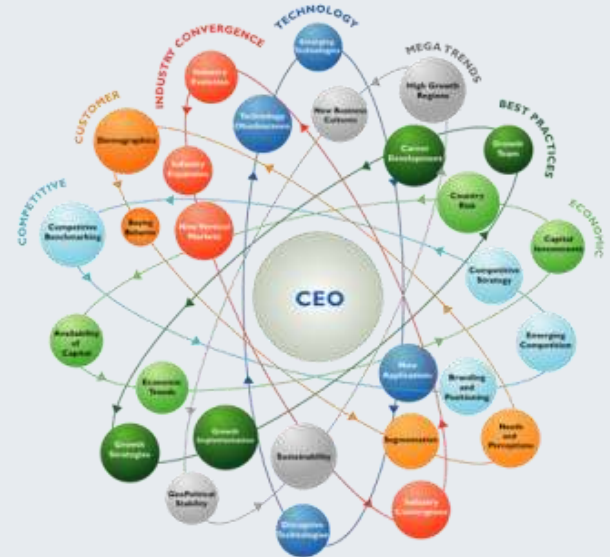 TECHNOLOGY
INDUSTRY CONVERGENCE
MEGA TRENDS
CUSTOMER
BEST PRACTICES
COMPETITIVE
ECONOMIC
Emerging
Technologies
Industry
Evolution
High Growth
Regions
New Business
Cultures
Technology
Obsolescence
Demographics
Career
Development
Growth
Team
Industry
Expansion
Country
Risk
Buying
Behavior
New Vertical
Markets
Competitive
Benchmarking
Capital
Investments
Competitive
Strategy
CEO
Availability
of
Capital
Emerging
Competition
Economic
Trends
New
Applications
Branding
and
Positioning
Growth
Strategies
Growth
Implementation
Segmentation
Needs
and
Perceptions
Sustainability
GeoPolitical
Stability
Industry
Convergence
Disruptive
Technologies